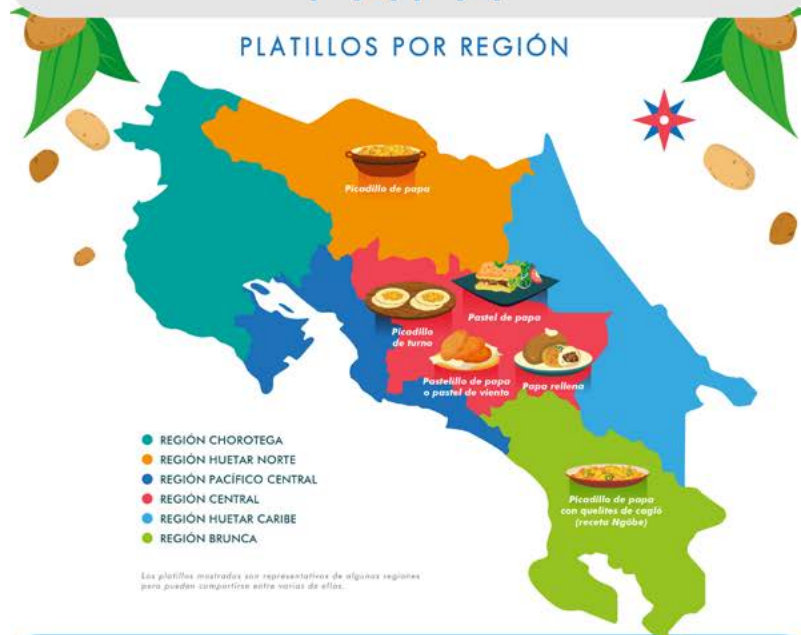 PLATILLOS POR REGIÓN
Picadillo de papa
Pastel de papa
Picadillo
de turno
Pastelillo de papa
o pastel de viento
Papa rellena
Picadillo de papa
con quelites de caglò
(receta Ngäbe)
REGIÓN CHOROTEGA
REGIÓN HUETAR NORTE
REGIÓN PACÍFICO CENTRAL
REGIÓN CENTRAL
REGIÓN HUETAR CARIBE
REGIÓN BRUNCA
Los platillos mostrados son representativos de algunas regiones
pero pueden compartirse entre varias de ellas.